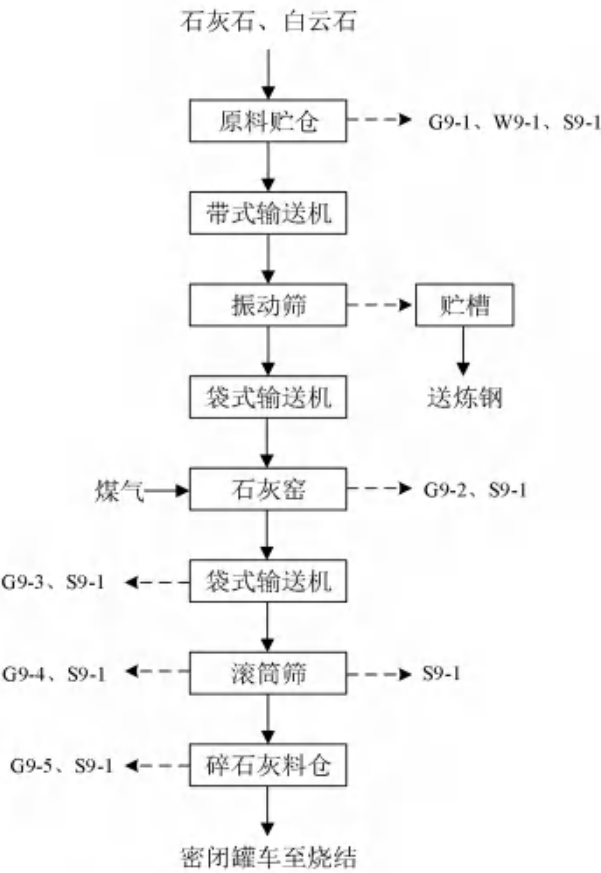 石灰石、白云石
原料贮仓
G9-1、W9-1、S9-1
带式输送机
振动筛
贮槽
袋式输送机
送炼钢
煤气
石灰窑
G9-2、S9-1
G9-3、S9-1
袋式输送机
G9-4、S9-1
滚筒筛
S9-1
G9-5、S9-1
碎石灰料仓
密闭罐车至烧结